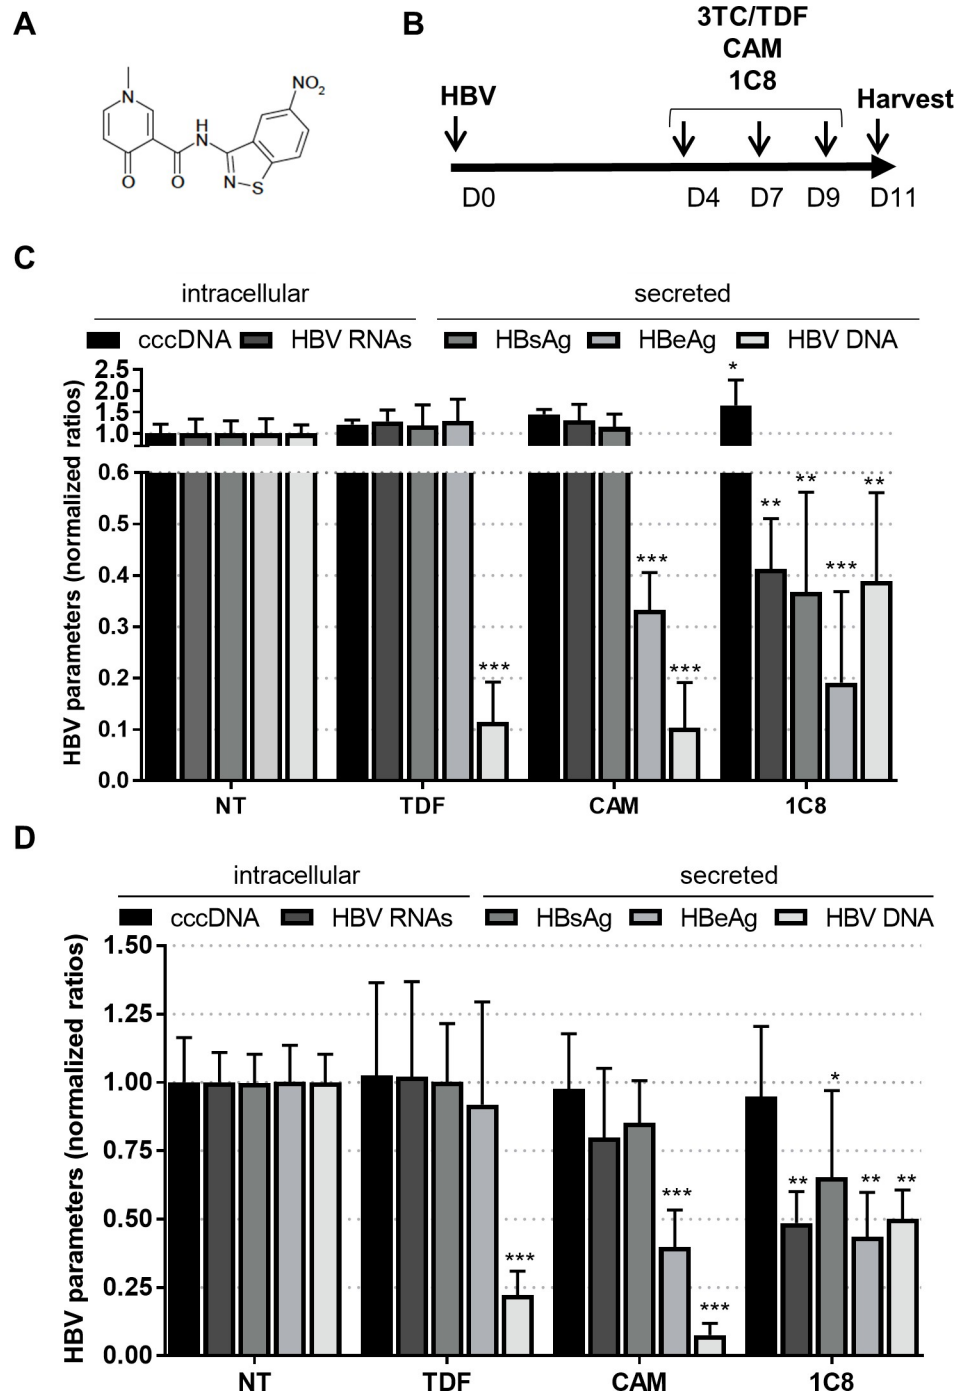 A
N
NO2
H
N
O
O
N
S
B
3TC/TDF
CAM
1C8
HBV
Harvest
D0
D4
D7
D9
D11
C
intracellular
secreted
cccDNA
HBV RNAs
HBsAg
HBeAg
HBV DNA
HBV parameters (normalized ratios)
2.5
2.0
1.5
1.0
0.6
0.5
0.4
0.3
0.2
0.1
0.0
***
***
***
*
**
**
***
**
NT
TDF
CAM
1C8
D
intracellular
secreted
cccDNA
HBV RNAs
HBsAg
HBeAg
HBV DNA
HBV parameters (normalized ratios)
1.50
1.25
1.00
0.75
0.50
0.25
0.00
***
***
***
**
*
**
**
NT
TDF
CAM
1C8